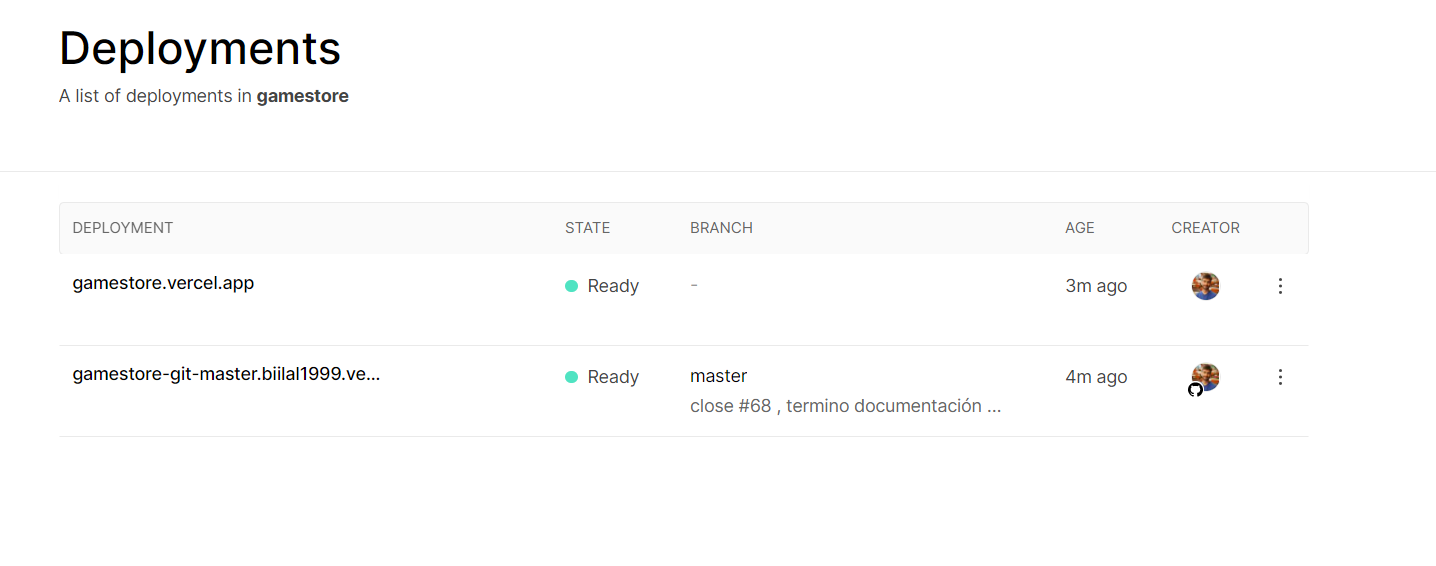 Deployments
A list of deployments in gamestore
DEPLOYMENT STATE BRANCH AGE CREATOR
gamestore.vercel.app Ready - 3m ago
gamestore-git-master.biilal1999.ve... Ready master 4m ago
close #68 , termino documentación ...